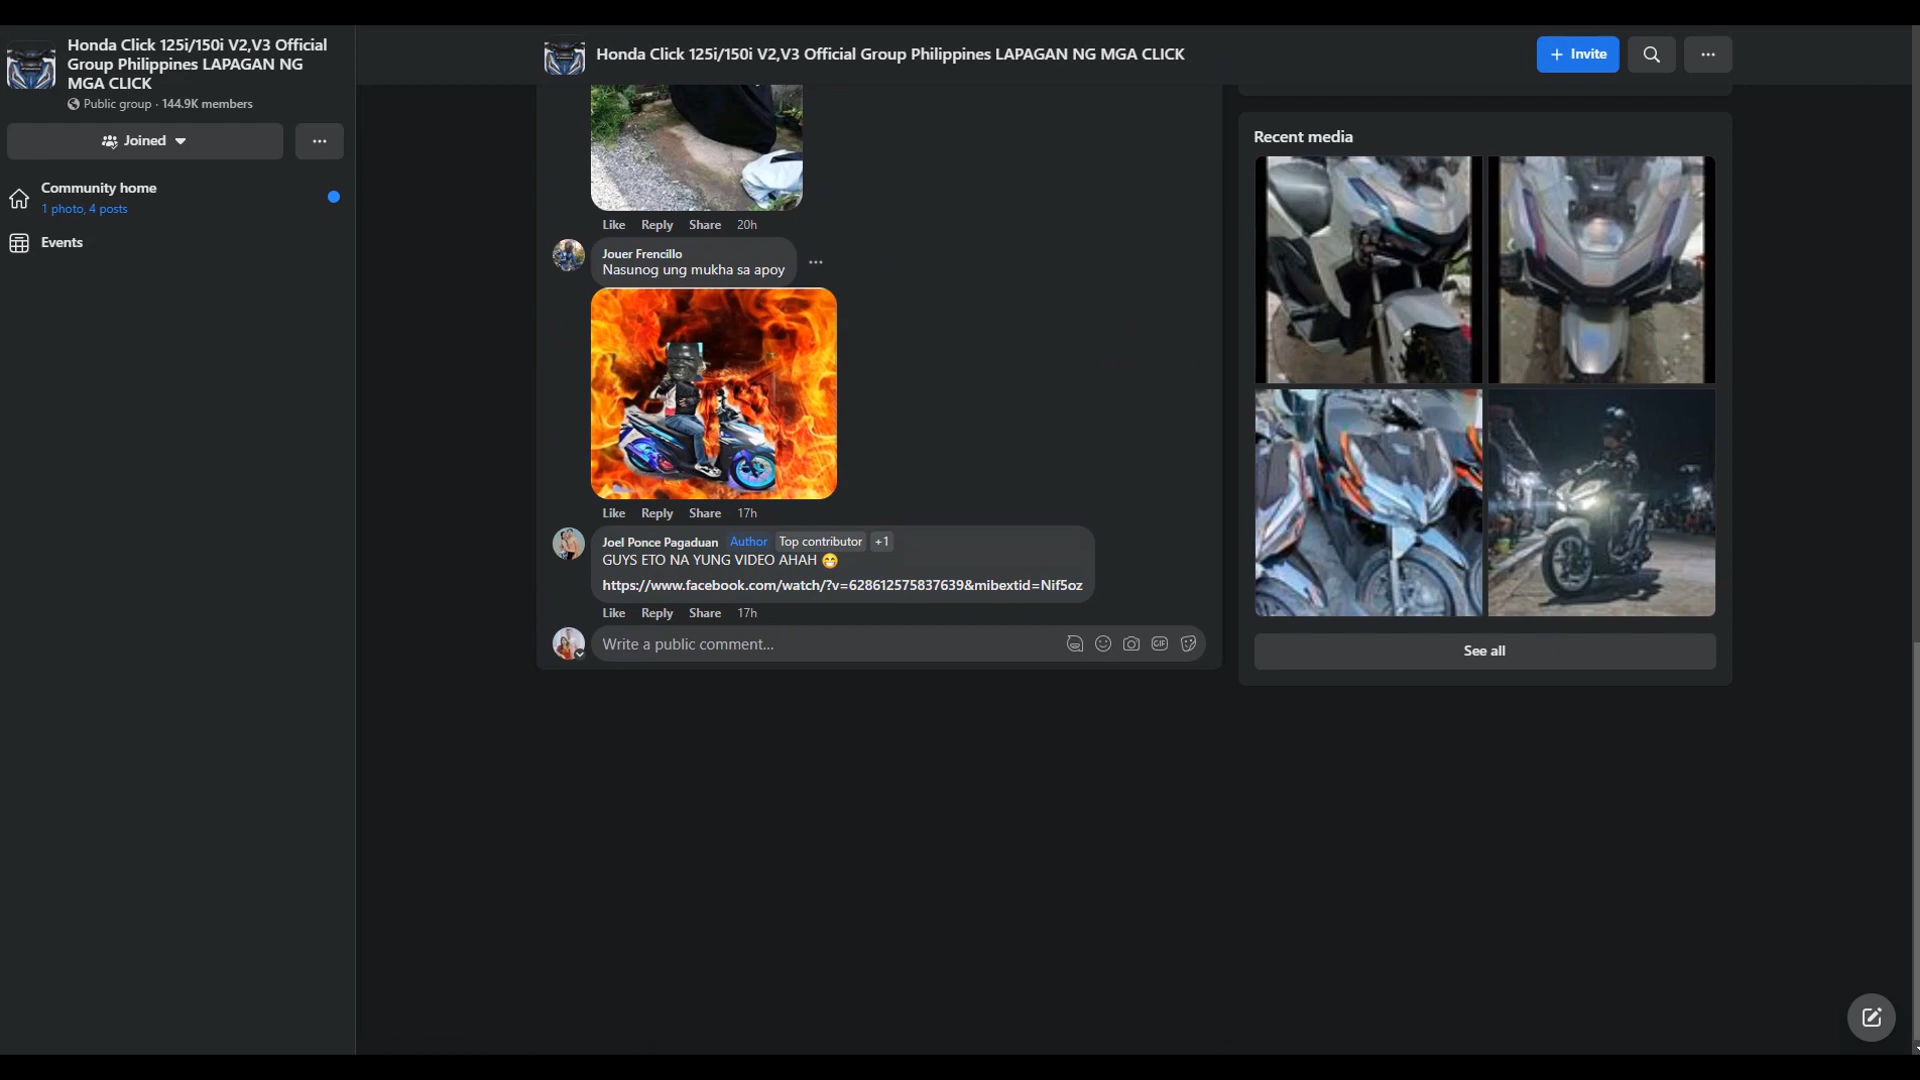 Honda Click 125i/150i V2,V3 Official
Group Philippines LAPAGAN NG
MGA CLICK
Public group · 144.9K members
Joined
Community home
1 photo, 4 posts
Events
Honda Click 125i/150i V2,V3 Official Group Philippines LAPAGAN NG MGA CLICK
+ Invite
Like Reply Share 20h
Jouer Frencillo
Nasunog ung mukha sa apoy
Like Reply Share 17h
Joel Ponce Pagaduan Author Top contributor +1
GUYS ETO NA YUNG VIDEO AHAH 😁
https://www.facebook.com/watch/?v=628612575837639&mibextid=Nif5oz
Like Reply Share 17h
Write a public comment...
GIF
Recent media
See all